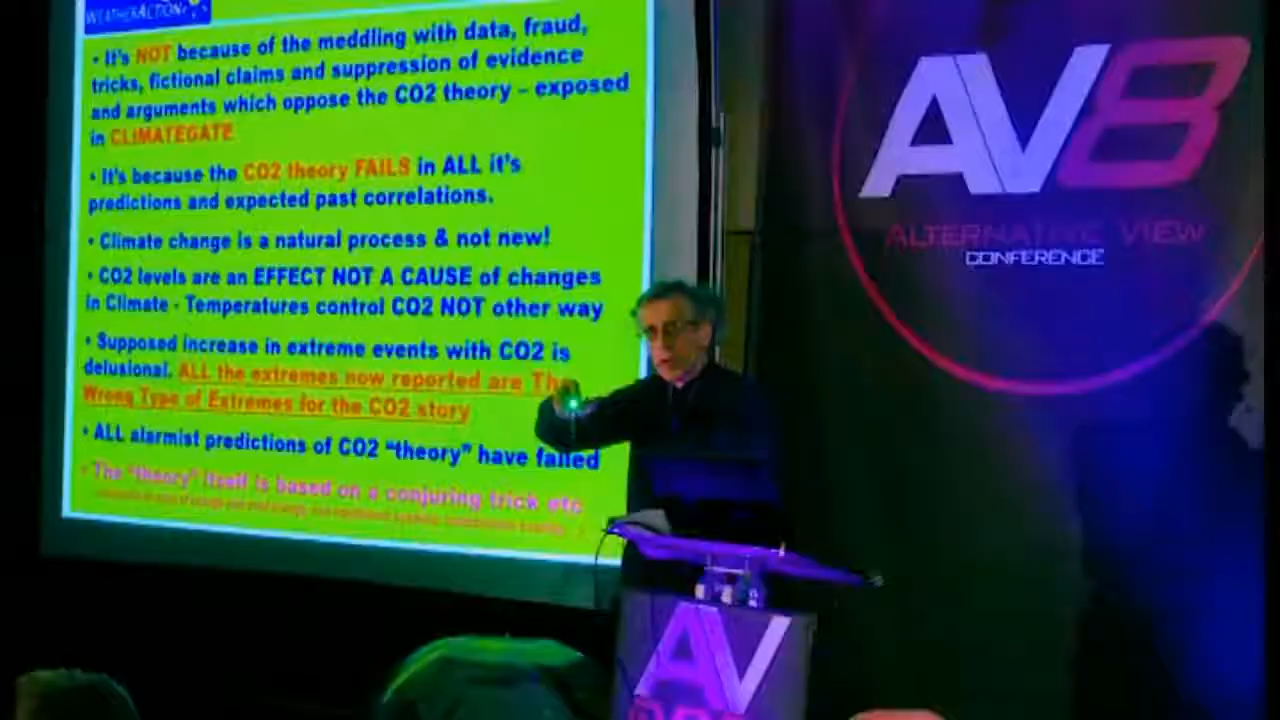 WEATHERACTION
• It's NOT because of the meddling with data, fraud,
tricks, fictional claims and suppression of evidence
and arguments which oppose the CO2 theory – exposed
in CLIMATEGATE
• It's because the CO2 theory FAILS in ALL it's
predictions and expected past correlations.
• Climate change is a natural process & not new!
• CO2 levels are an EFFECT NOT A CAUSE of changes
in Climate - Temperatures control CO2 NOT other way
• Supposed increase in extreme events with CO2 is
delusional. ALL the extremes now reported are The
Wrong Type of Extremes for the CO2 story
• ALL alarmist predictions of CO2 “theory” have failed
• The “theory” itself is based on a conjuring trick etc
AV8
ALTERNATIVE VIEW
CONFERENCE
AV